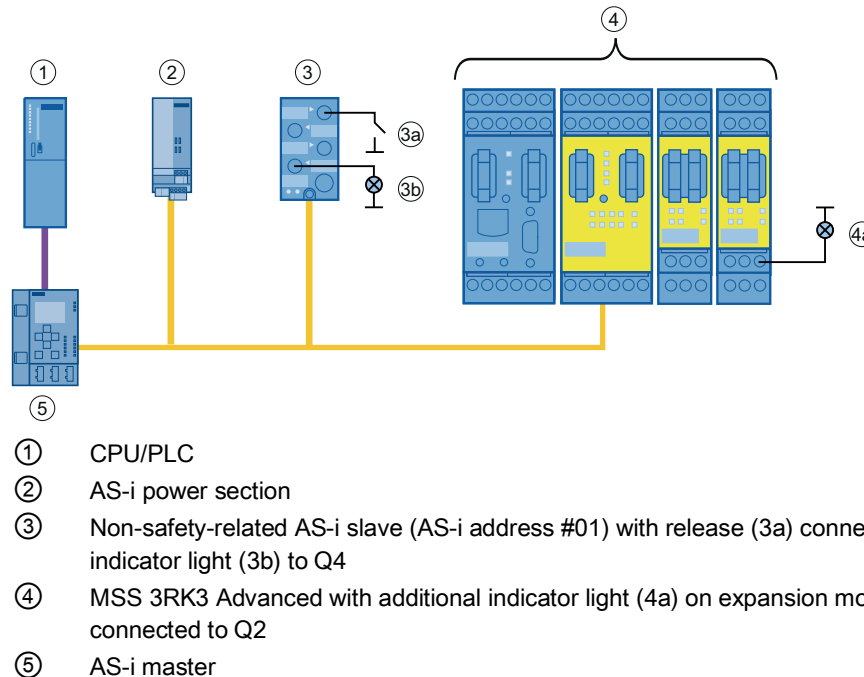 4
1
2
3
3a
3b
4a
5
① CPU/PLC
② AS-i power section
③ Non-safety-related AS-i slave (AS-i address #01) with release (3a)
indicator light (3b) to Q4
④ MSS 3RK3 Advanced with additional indicator light (4a) on expansion
connected to Q2
⑤ AS-i master